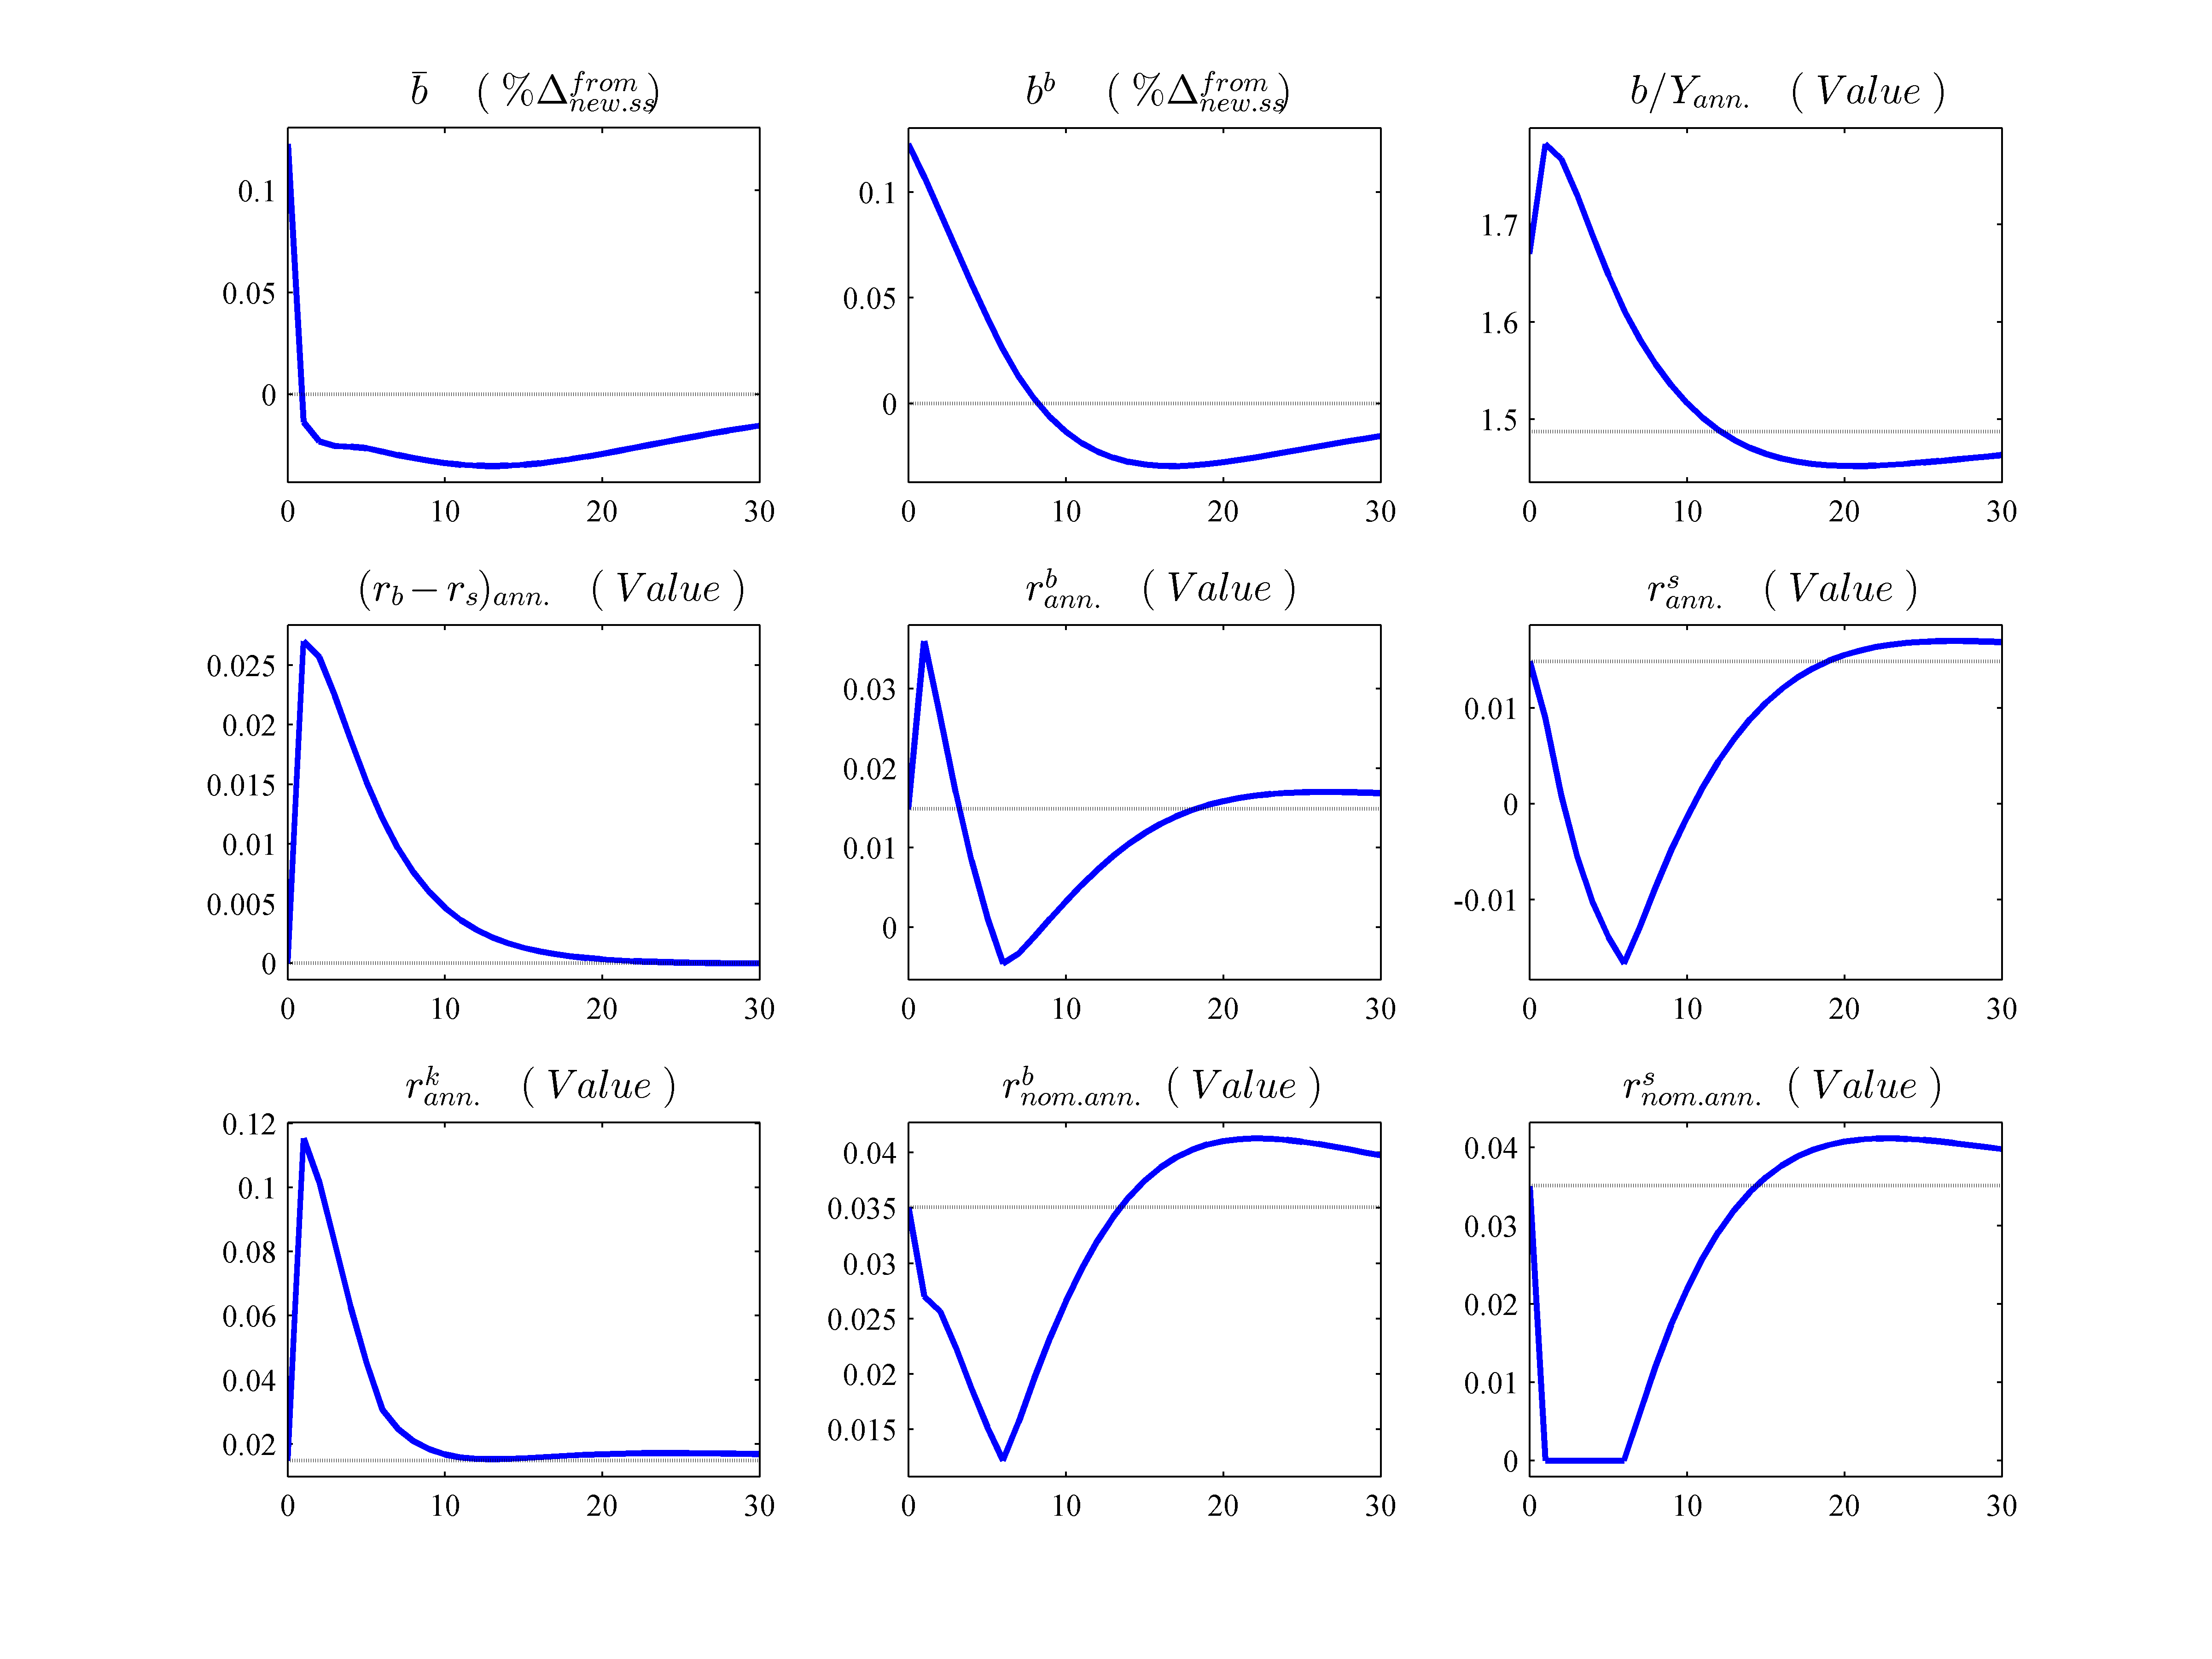 b̄ ( %Δ^{from}_{new.ss})
b^b ( %Δ^{from}_{new.ss})
b/Y_{ann.} ( Value )
0.1
0.05
0
0 10 20 30
0.1
0.05
0
0 10 20 30
1.7
1.6
1.5
0 10 20 30
(r_b − r_s)_{ann.} ( Value )
r^b_{ann.} ( Value )
r^s_{ann.} ( Value )
0.025
0.02
0.015
0.01
0.005
0
0 10 20 30
0.03
0.02
0.01
0
0 10 20 30
0.01
0
-0.01
0 10 20 30
r^k_{ann.} ( Value )
r^b_{nom.ann.} ( Value )
r^s_{nom.ann.} ( Value )
0.12
0.1
0.08
0.06
0.04
0.02
0 10 20 30
0.04
0.035
0.03
0.025
0.02
0.015
0 10 20 30
0.04
0.03
0.02
0.01
0
0 10 20 30